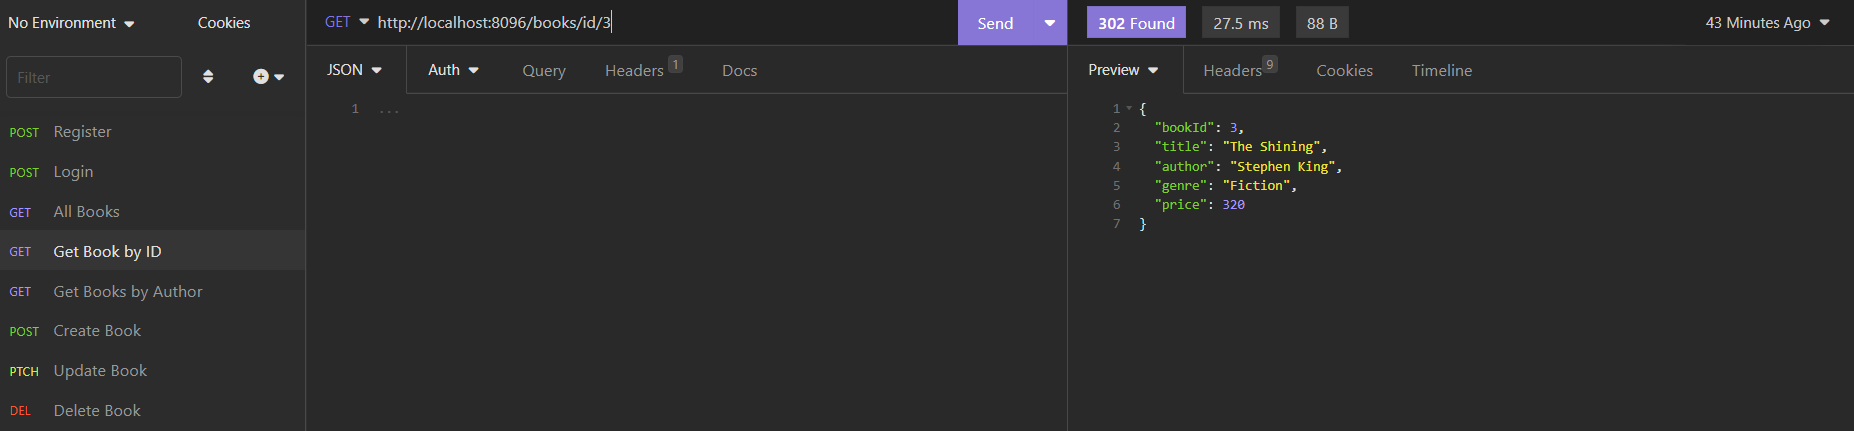 No Environment Cookies
GET http://localhost:8096/books/id/3 Send
302 Found 27.5 ms 88 B 43 Minutes Ago
Filter
JSON Auth Query Headers 1 Docs
Preview Headers 9 Cookies Timeline
POST Register
POST Login
GET All Books
GET Get Book by ID
GET Get Books by Author
POST Create Book
PTCH Update Book
DEL Delete Book
1 ...
1 {
2 "bookId": 3,
3 "title": "The Shining",
4 "author": "Stephen King",
5 "genre": "Fiction",
6 "price": 320
7 }